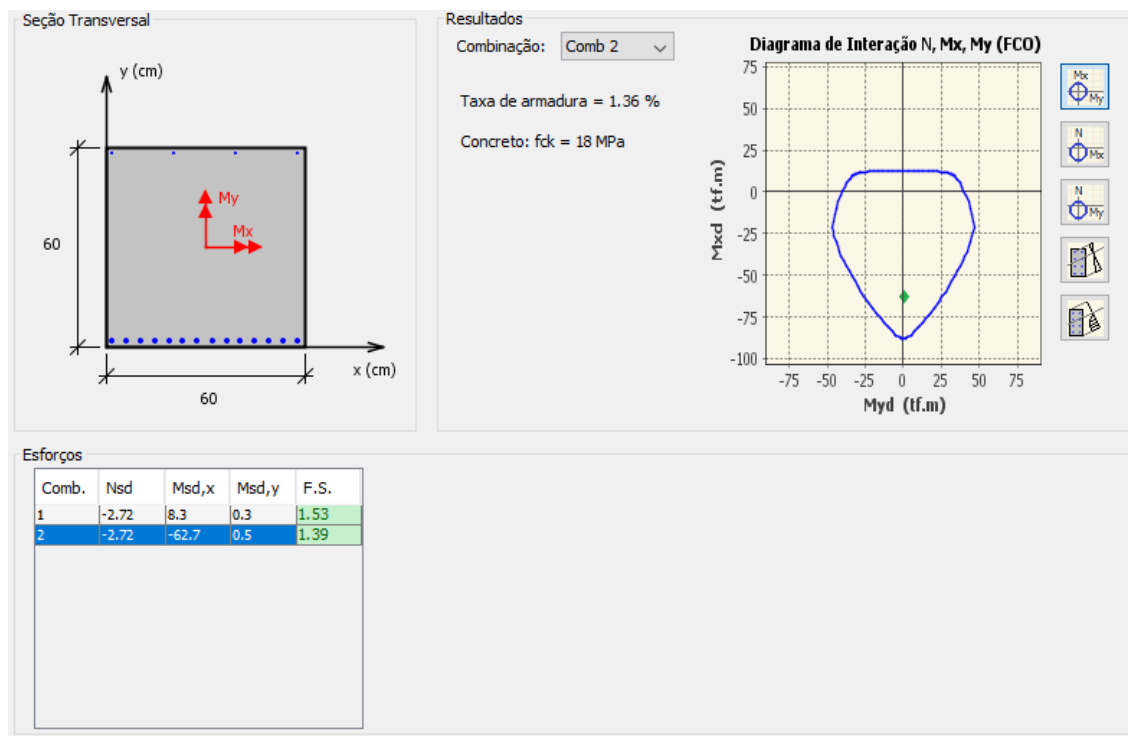 Seção Transversal
y (cm)
My
Mx
60
x (cm)
60
Resultados
Combinação: Comb 2
Taxa de armadura = 1.36 %
Concreto: fck = 18 MPa
Diagrama de Interação N, Mx, My (FCO)
75
50
25
0
-25
-50
-75
-100
Mxd (tf.m)
-75 -50 -25 0 25 50 75
Myd (tf.m)
Mx
My
N
Mx
N
My
Esforços
Comb. Nsd Msd,x Msd,y F.S.
1 -2.72 8.3 0.3 1.53
2 -2.72 -62.7 0.5 1.39